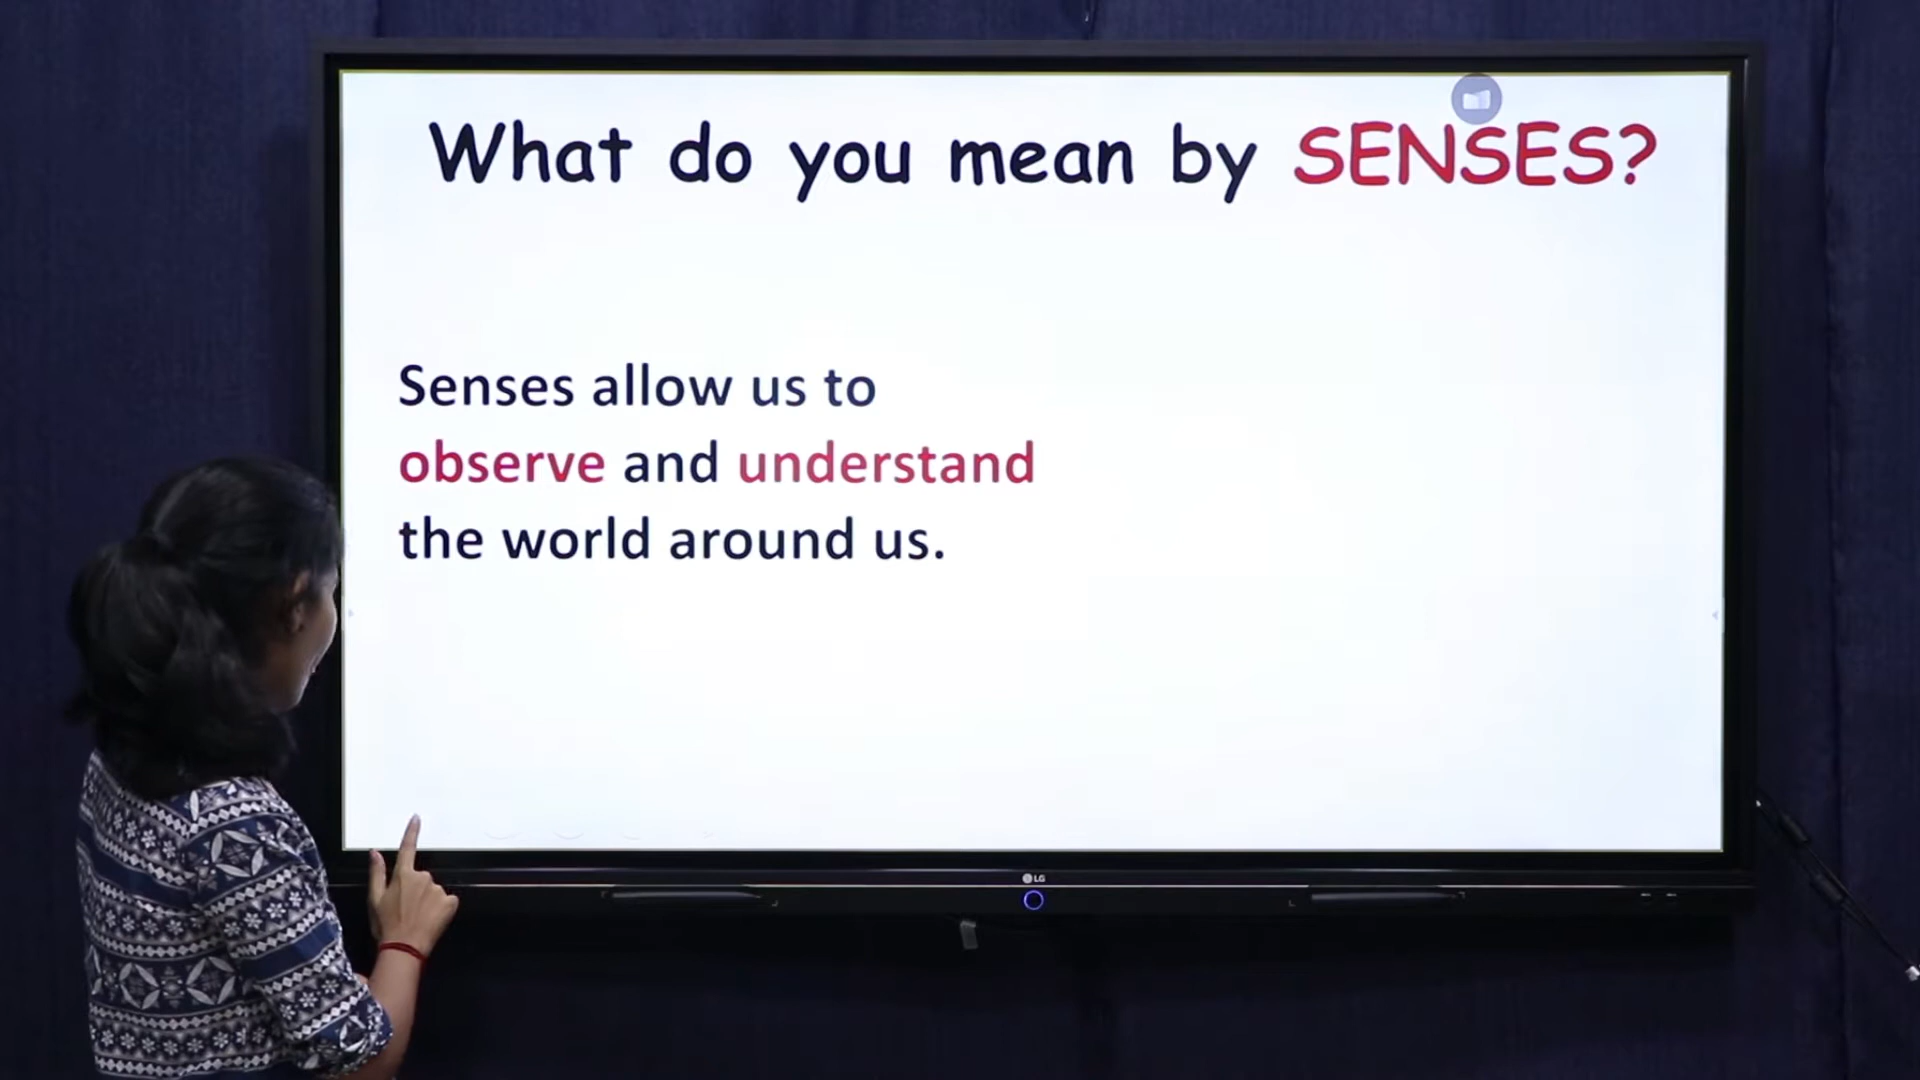 What do you mean by SENSES?
Senses allow us to
observe and understand
the world around us.
LG